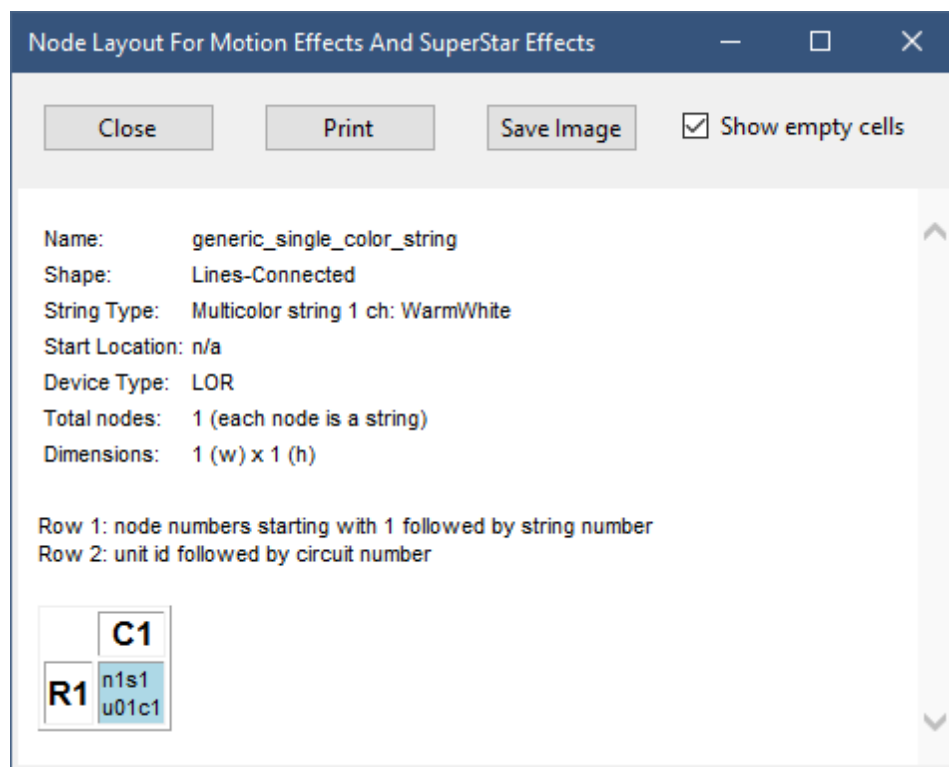 Node Layout For Motion Effects And SuperStar Effects
Close Print Save Image Show empty cells
Name: generic_single_color_string
Shape: Lines-Connected
String Type: Multicolor string 1 ch: WarmWhite
Start Location: n/a
Device Type: LOR
Total nodes: 1 (each node is a string)
Dimensions: 1 (w) x 1 (h)
Row 1: node numbers starting with 1 followed by string number
Row 2: unit id followed by circuit number
C1
R1 n1s1
u01c1